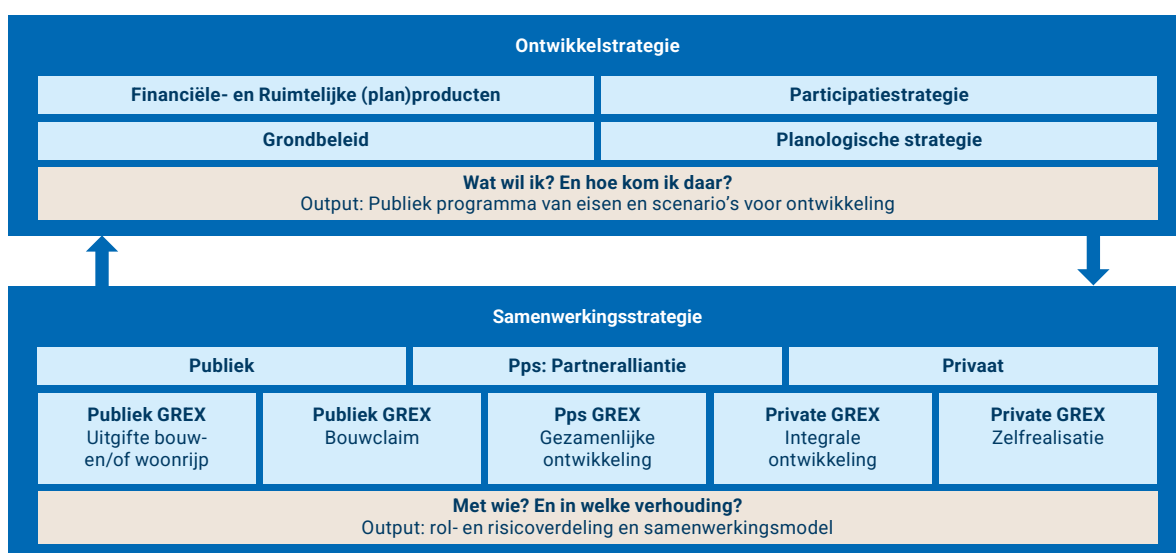 Ontwikkelstrategie
Financiële- en Ruimtelijke (plan)producten
Participatiestrategie
Grondbeleid
Planologische strategie
Wat wil ik? En hoe kom ik daar?
Output: Publiek programma van eisen en scenario's voor ontwikkeling
Samenwerkingsstrategie
Publiek
Pps: Partneralliantie
Privaat
Publiek GREX
Uitgifte bouw-
en/of woonrijp
Publiek GREX
Bouwclaim
Pps GREX
Gezamenlijke
ontwikkeling
Private GREX
Integrale
ontwikkeling
Private GREX
Zelfrealisatie
Met wie? En in welke verhouding?
Output: rol- en risicoverdeling en samenwerkingsmodel